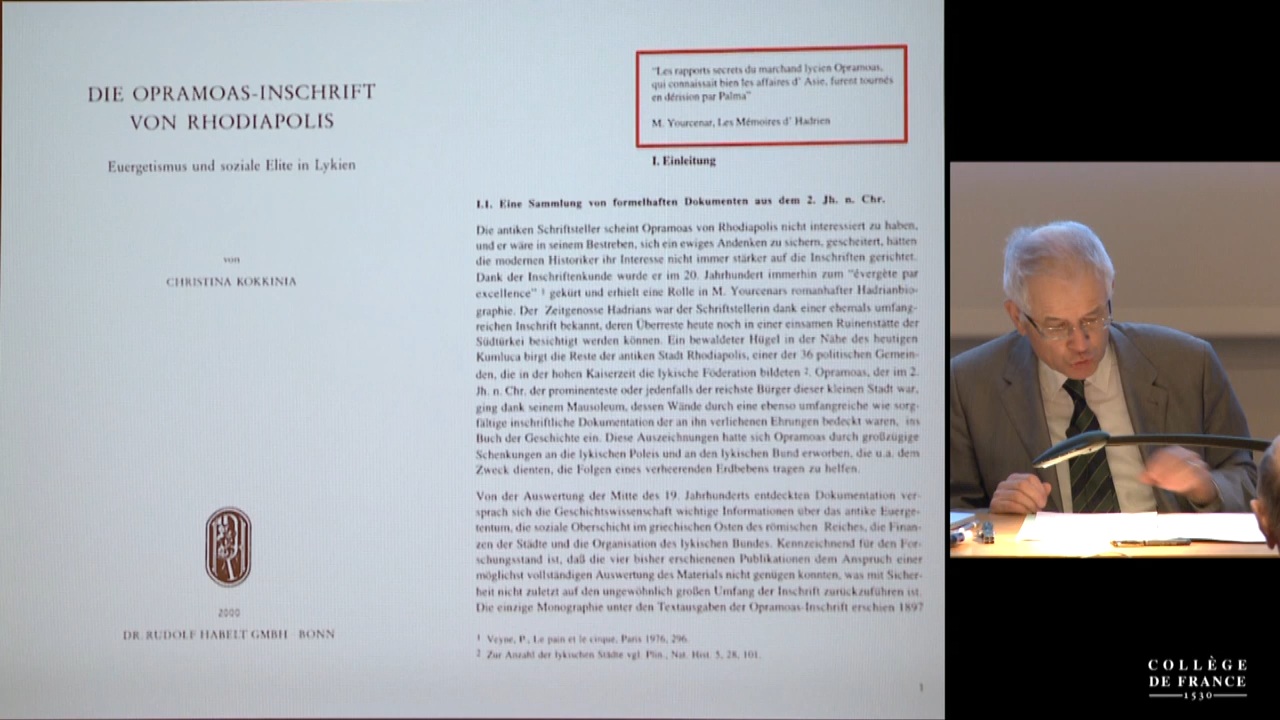 DIE OPRAMOAS-INSCHRIFT
VON RHODIAPOLIS
Euergetismus und soziale Elite in Lykien
von
CHRISTINA KOKKINIA
2000
DR. RUDOLF HABELT GMBH · BONN
"Les rapports secrets du marchand lycien Opramoas,
qui connaissait bien les affaires d' Asie, furent tournés
en dérision par Palma"
M. Yourcenar, Les Mémoires d' Hadrien
I. Einleitung
I.1. Eine Sammlung von formelhaften Dokumenten aus dem 2. Jh. n. Chr.
Die antiken Schriftsteller scheint Opramoas von Rhodiapolis nicht interessiert zu haben,
und er wäre in seinem Bestreben, sich ein ewiges Andenken zu sichern, gescheitert, hätten
die modernen Historiker ihr Interesse nicht immer stärker auf die Inschriften gerichtet.
Dank der Inschriftenkunde wurde er im 20. Jahrhundert immerhin zum "évergète par
excellence" 1 gekürt und erhielt eine Rolle in M. Yourcenars romanhafter Hadrianbio-
graphie. Der Zeitgenosse Hadrians war der Schriftstellerin dank einer ehemals umfang-
reichen Inschrift bekannt, deren Überreste heute noch in einer einsamen Ruinenstätte der
Südtürkei besichtigt werden können. Ein bewaldeter Hügel in der Nähe des heutigen
Kumluca birgt die Reste der antiken Stadt Rhodiapolis, einer der 36 politischen Gemein-
den, die in der hohen Kaiserzeit die lykische Föderation bildeten 2. Opramoas, der im 2.
Jh. n. Chr. der prominenteste oder jedenfalls der reichste Bürger dieser kleinen Stadt war,
ging dank seinem Mausoleum, dessen Wände durch eine ebenso umfangreiche wie sorg-
fältige inschriftliche Dokumentation der an ihn verliehenen Ehrungen bedeckt waren, ins
Buch der Geschichte ein. Diese Auszeichnungen hatte sich Opramoas durch großzügige
Schenkungen an die lykischen Poleis und an den lykischen Bund erworben, die u.a. dem
Zweck dienten, die Folgen eines verheerenden Erdbebens tragen zu helfen.
Von der Auswertung der Mitte des 19. Jahrhunderts entdeckten Dokumentation ver-
sprach sich die Geschichtswissenschaft wichtige Informationen über das antike Euerge-
tentum, die soziale Oberschicht im griechischen Osten des römischen Reiches, die Finan-
zen der Städte und die Organisation des lykischen Bundes. Kennzeichnend für den For-
schungsstand ist, daß die vier bisher erschienenen Publikationen dem Anspruch einer
möglichst vollständigen Auswertung des Materials nicht genügen konnten, was mit Sicher-
heit nicht zuletzt auf den ungewöhnlich großen Umfang der Inschrift zurückzuführen ist.
Die einzige Monographie unter den Textausgaben der Opramoas-Inschrift erschien 1897
1 Veyne, P., Le pain et le cirque, Paris 1976, 296.
2 Zur Anzahl der lykischen Städte vgl. Plin., Nat. Hist. 5, 28, 101.
1
COLLÈGE
DE FRANCE
1530